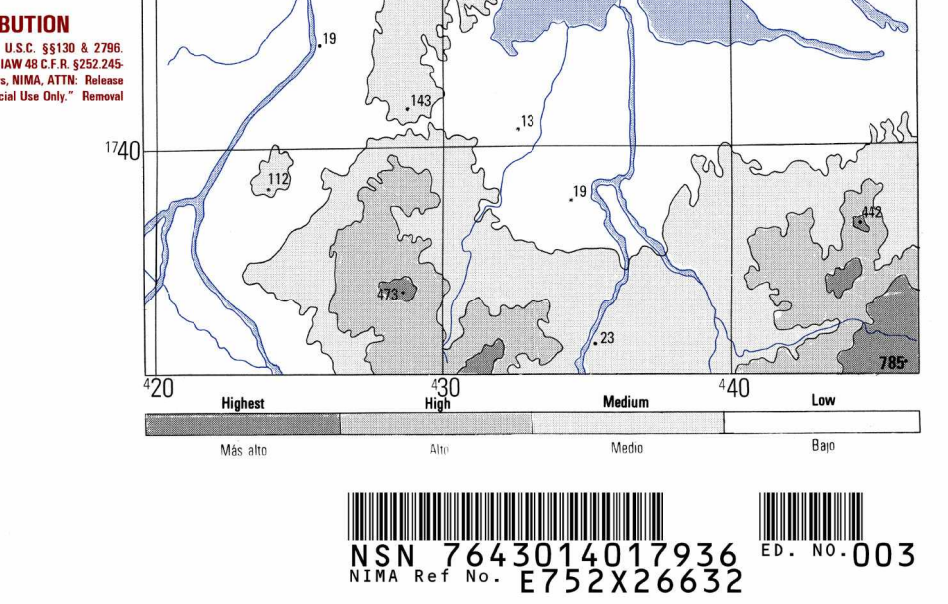 BUTION
U.S.C. §§130 & 2796.
IAW 48 C.F.R. §252.245-
rs, NIMA, ATTN: Release
cial Use Only." Removal
19
143
13
1740
112
19
442
473
23
785
420
430
440
Highest
High
Medium
Low
Más alto
Alto
Medio
Bajo
NSN 7643014017936
ED. NO. 003
NIMA Ref No. E752X26632